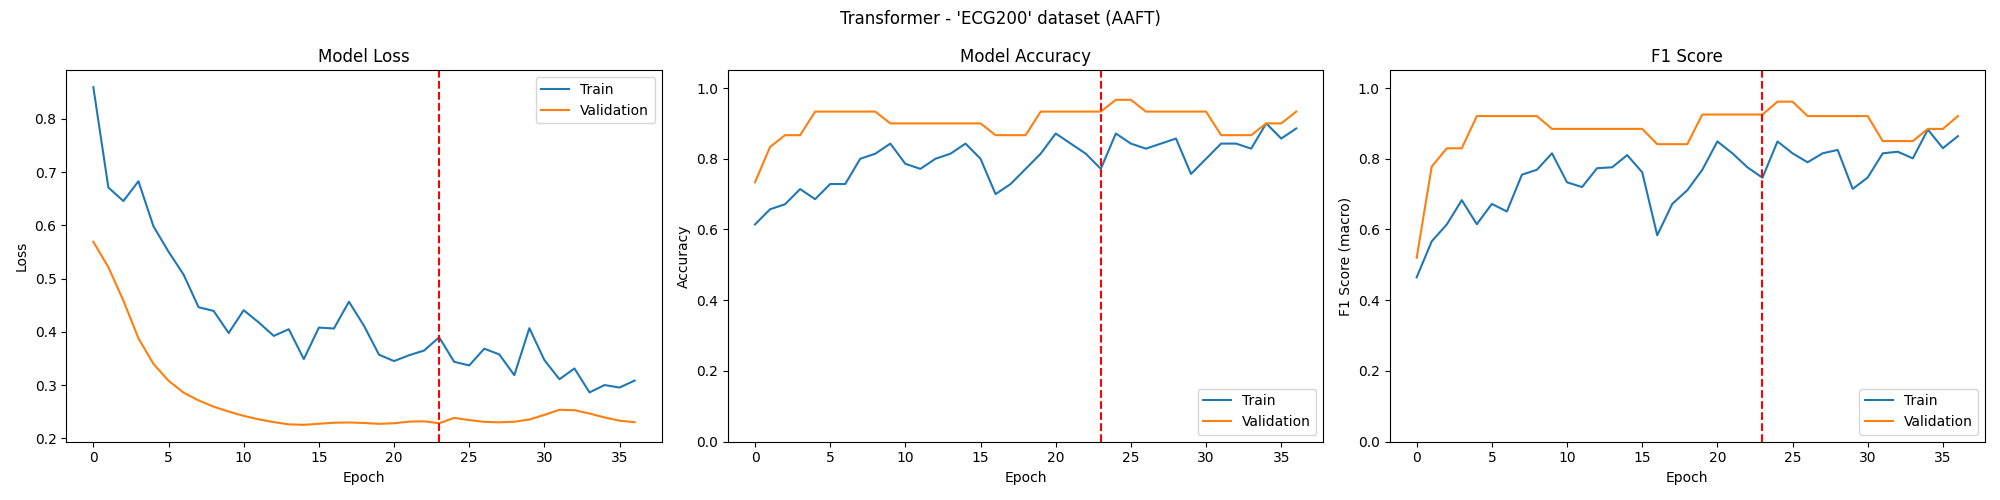 Transformer - 'ECG200' dataset (AAFT)
Model Loss
Loss
0.8
0.7
0.6
0.5
0.4
0.3
0.2
0 5 10 15 20 25 30 35
Epoch
Train
Validation
Model Accuracy
Accuracy
1.0
0.8
0.6
0.4
0.2
0.0
0 5 10 15 20 25 30 35
Epoch
Train
Validation
F1 Score
F1 Score (macro)
1.0
0.8
0.6
0.4
0.2
0.0
0 5 10 15 20 25 30 35
Epoch
Train
Validation